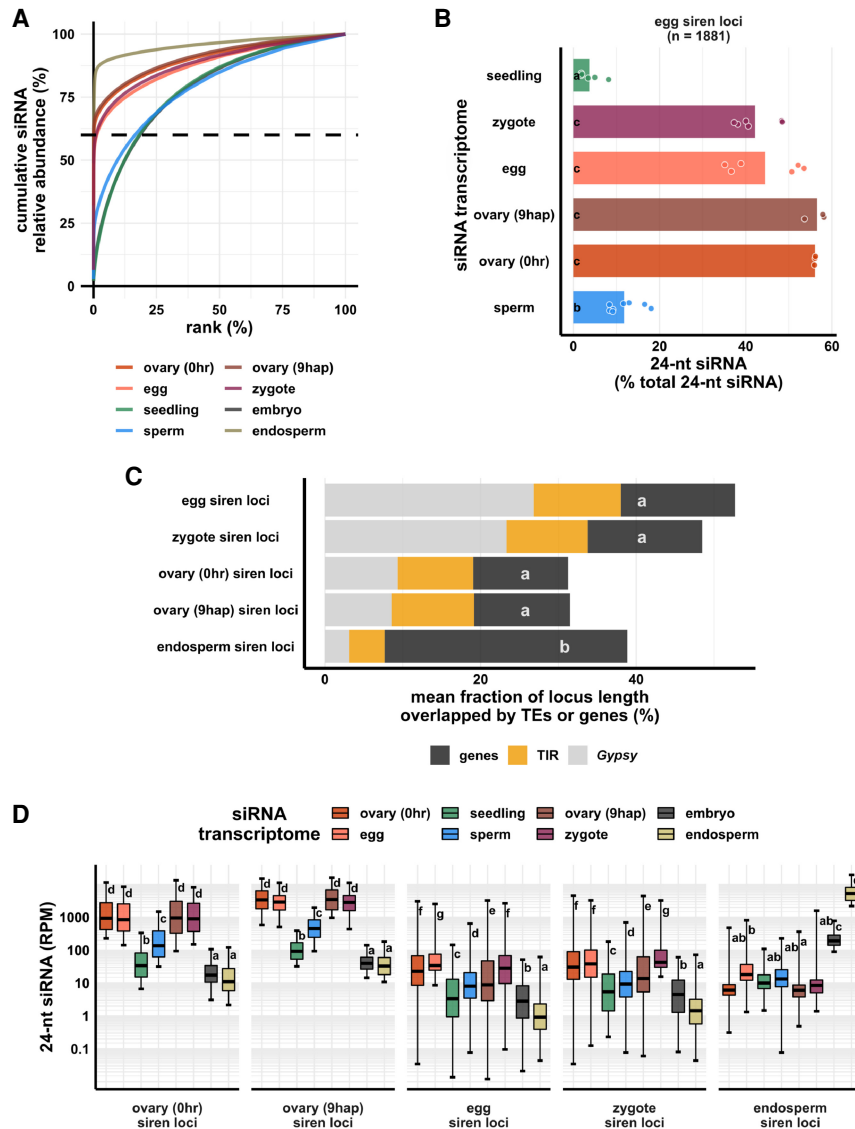 A
100
75
50
25
0
cumulative siRNA
relative abundance (%)
0 25 50 75 100
rank (%)
ovary (0hr) ovary (9hap)
egg zygote
seedling embryo
sperm endosperm
B
egg siren loci
(n = 1881)
siRNA transcriptome
seedling a
zygote c
egg c
ovary (9hap) c
ovary (0hr) c
sperm b
0 20 40 60
24-nt siRNA
(% total 24-nt siRNA)
C
egg siren loci a
zygote siren loci a
ovary (0hr) siren loci a
ovary (9hap) siren loci a
endosperm siren loci b
0 20 40
mean fraction of locus length
overlapped by TEs or genes (%)
genes TIR Gypsy
D
siRNA
transcriptome
ovary (0hr) seedling ovary (9hap) embryo
egg sperm zygote endosperm
24-nt siRNA (RPM)
1000
100
10
1
0.1
d d b c d d a a
d d b c d d a a
f g c d e f b a
f g c d e g b a
ab b ab ab a ab c d
ovary (0hr)
siren loci
ovary (9hap)
siren loci
egg
siren loci
zygote
siren loci
endosperm
siren loci